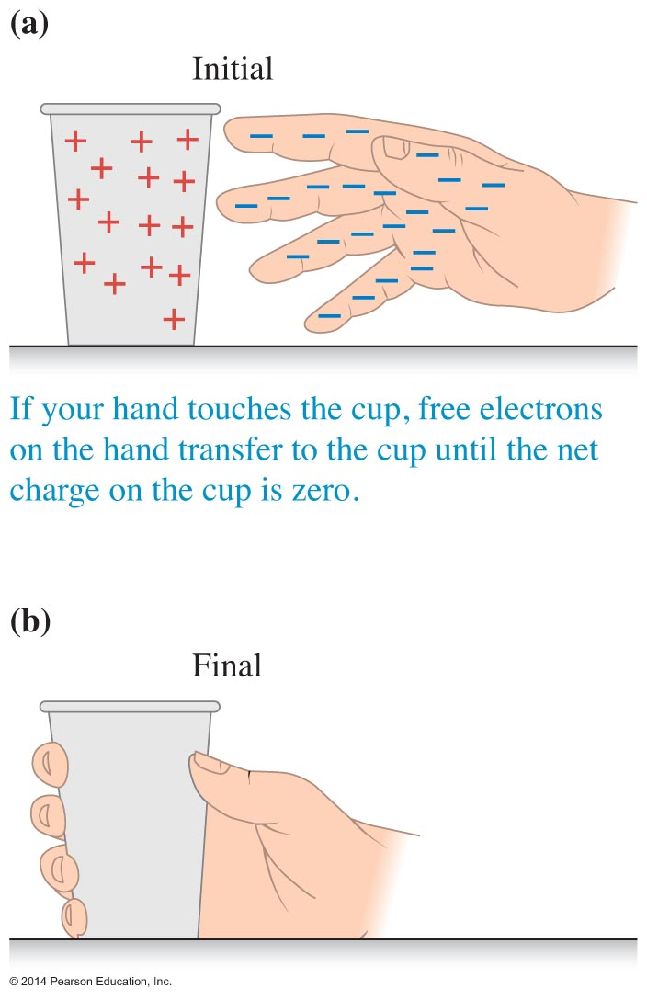 (a)
Initial
If your hand touches the cup, free electrons
on the hand transfer to the cup until the net
charge on the cup is zero.
(b)
Final
© 2014 Pearson Education, Inc.